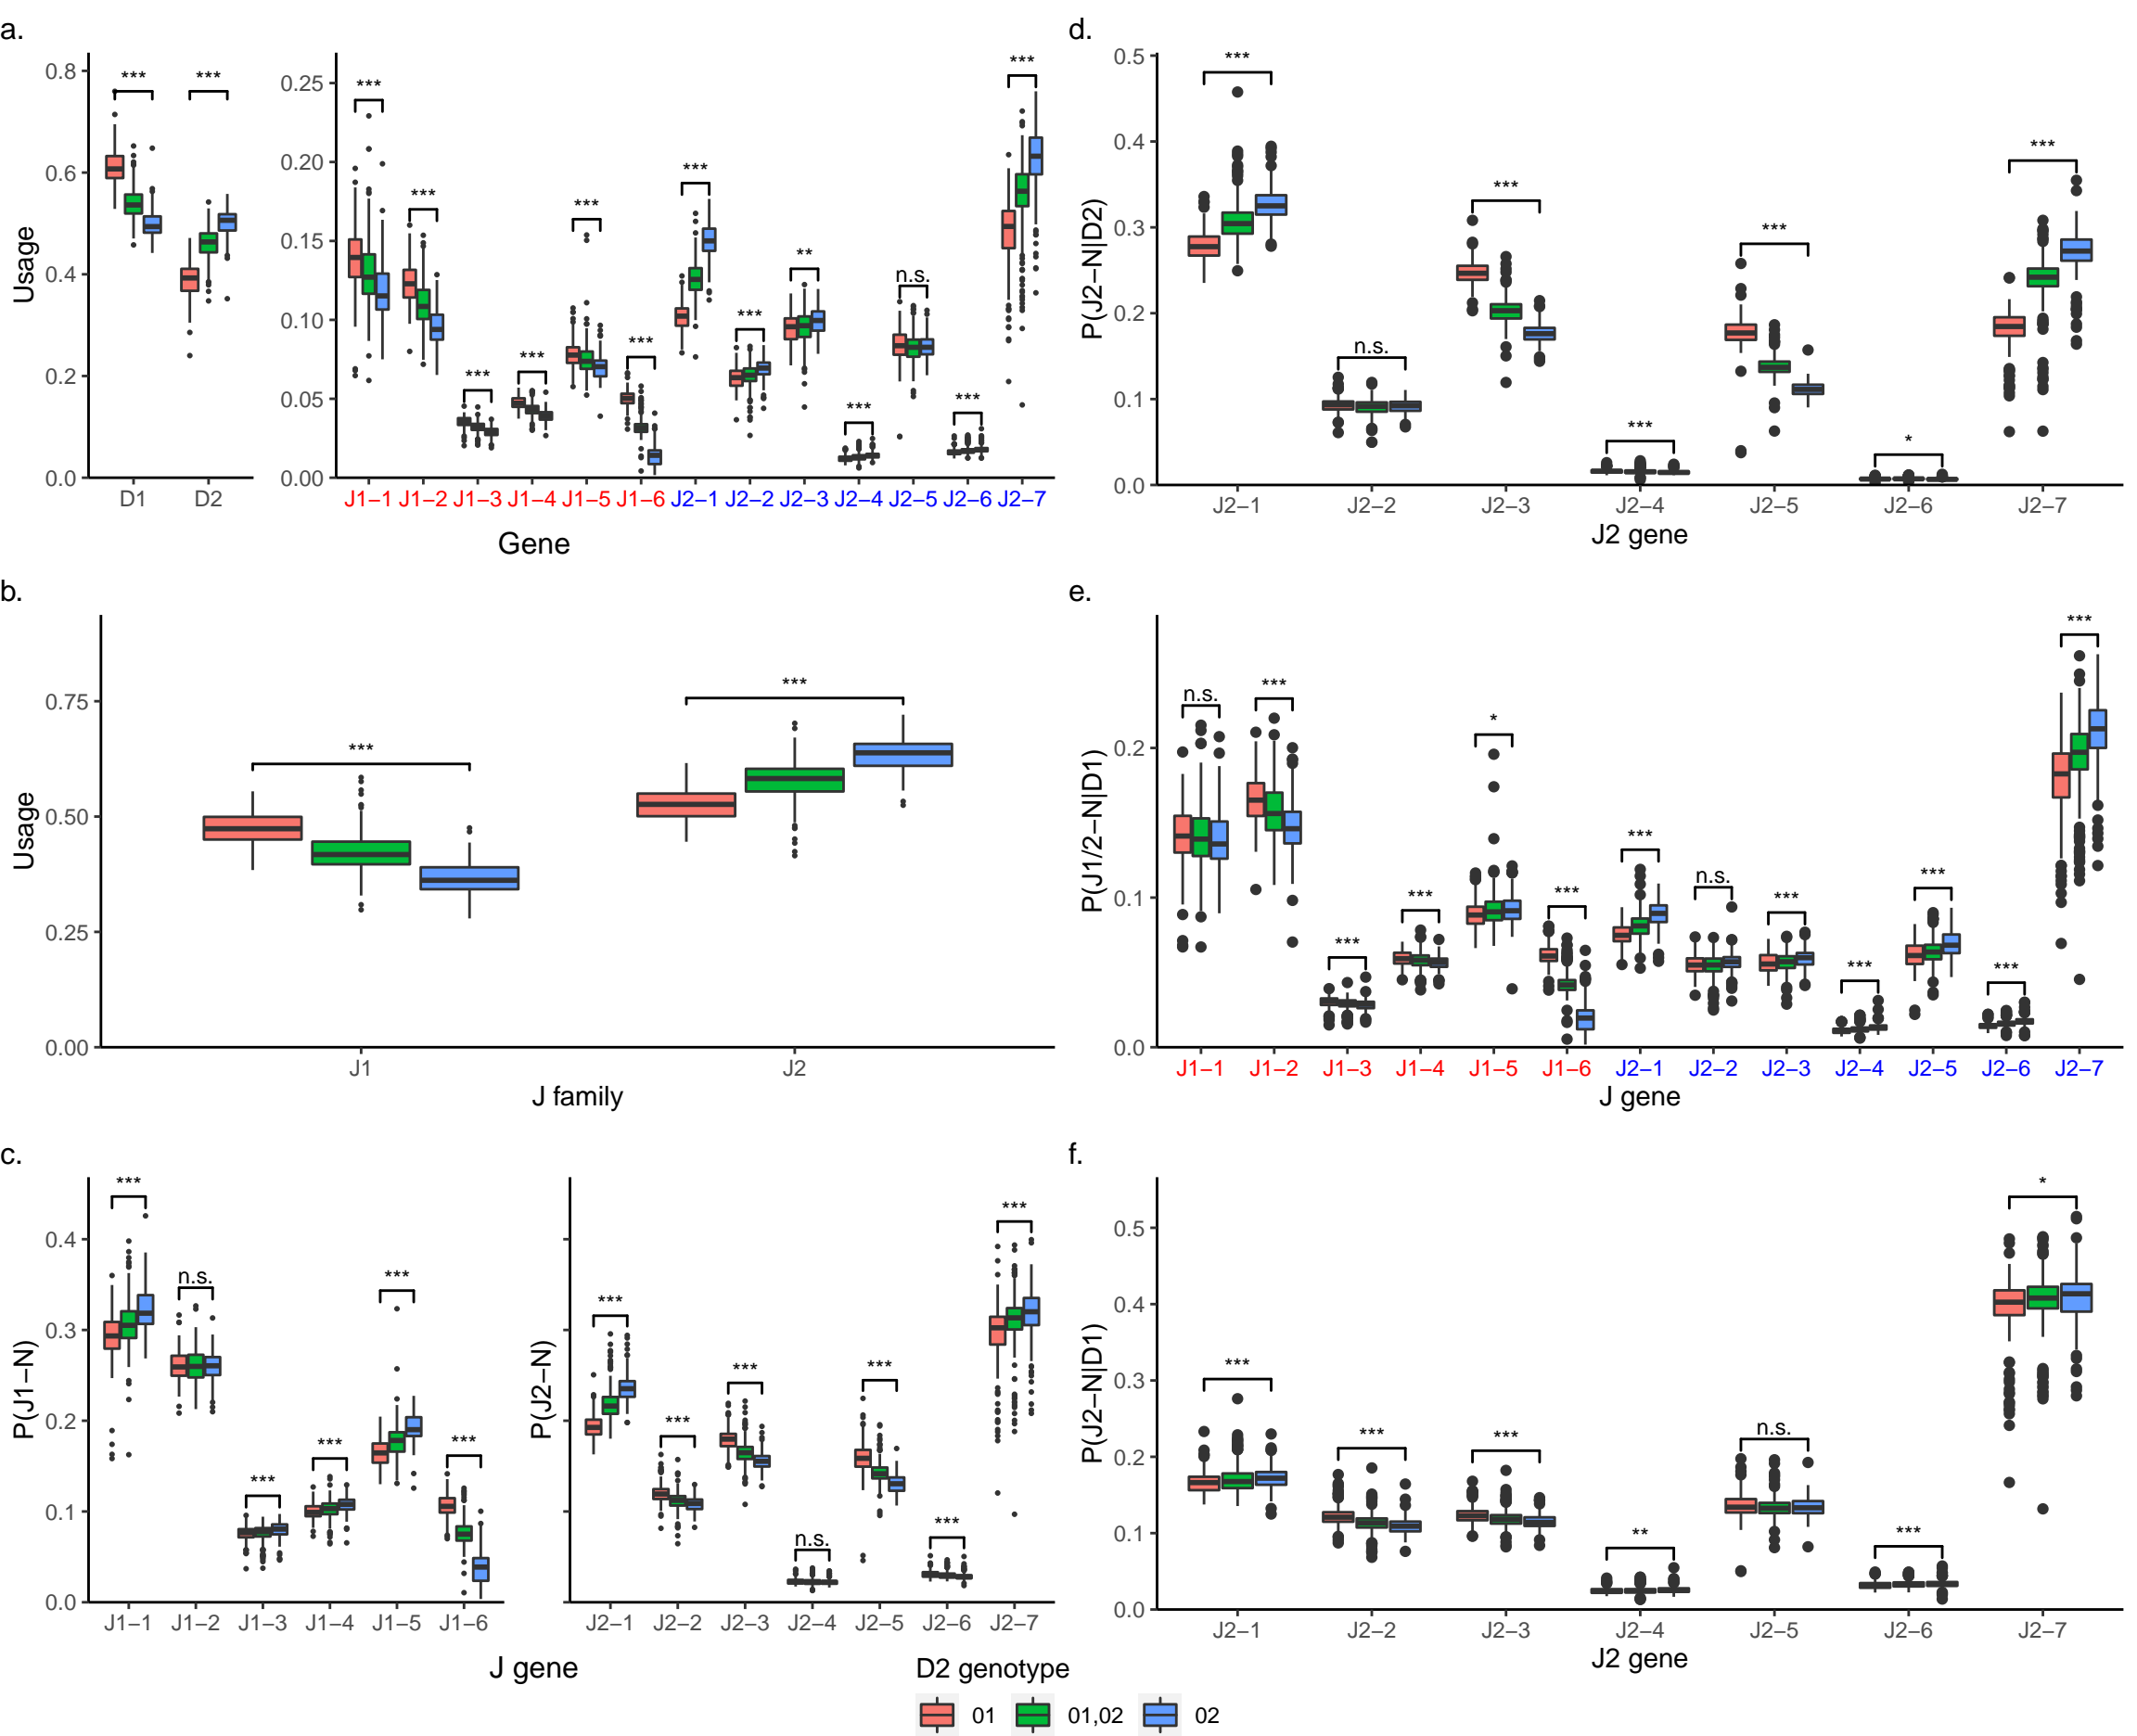 a.
Usage
0.8
0.6
0.4
0.2
0.0
*** ***
D1 D2
0.25
0.20
0.15
0.10
0.05
0.00
*** *** *** *** *** *** *** *** ** *** n.s. *** ***
J1−1 J1−2 J1−3 J1−4 J1−5 J1−6 J2−1 J2−2 J2−3 J2−4 J2−5 J2−6 J2−7
Gene
b.
Usage
0.75
0.50
0.25
0.00
*** ***
J1 J2
J family
c.
P(J1−N)
0.4
0.3
0.2
0.1
0.0
*** n.s. *** *** *** ***
J1−1 J1−2 J1−3 J1−4 J1−5 J1−6
P(J2−N)
*** *** *** n.s. *** *** ***
J2−1 J2−2 J2−3 J2−4 J2−5 J2−6 J2−7
J gene
d.
P(J2−N|D2)
0.5
0.4
0.3
0.2
0.1
0.0
*** n.s. *** *** *** * ***
J2−1 J2−2 J2−3 J2−4 J2−5 J2−6 J2−7
J2 gene
e.
P(J1/2−N|D1)
0.2
0.1
0.0
n.s. *** *** *** * *** *** n.s. *** *** *** *** ***
J1−1 J1−2 J1−3 J1−4 J1−5 J1−6 J2−1 J2−2 J2−3 J2−4 J2−5 J2−6 J2−7
J gene
f.
P(J2−N|D1)
0.5
0.4
0.3
0.2
0.1
0.0
*** *** *** ** n.s. *** *
J2−1 J2−2 J2−3 J2−4 J2−5 J2−6 J2−7
J2 gene
D2 genotype
01 01,02 02